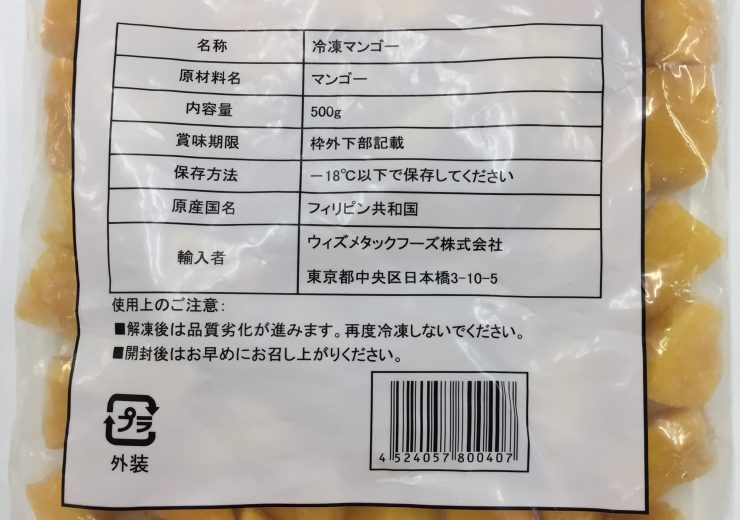 名称 冷凍マンゴー
原材料名 マンゴー
内容量 500g
賞味期限 枠外下部記載
保存方法 －18℃以下で保存してください
原産国名 フィリピン共和国
輸入者 ウィズメタックフーズ株式会社
東京都中央区日本橋3-10-5
使用上のご注意:
■解凍後は品質劣化が進みます。再度冷凍しないでください。
■開封後はお早めにお召し上がりください。
プラ
外装
4 524057 800407